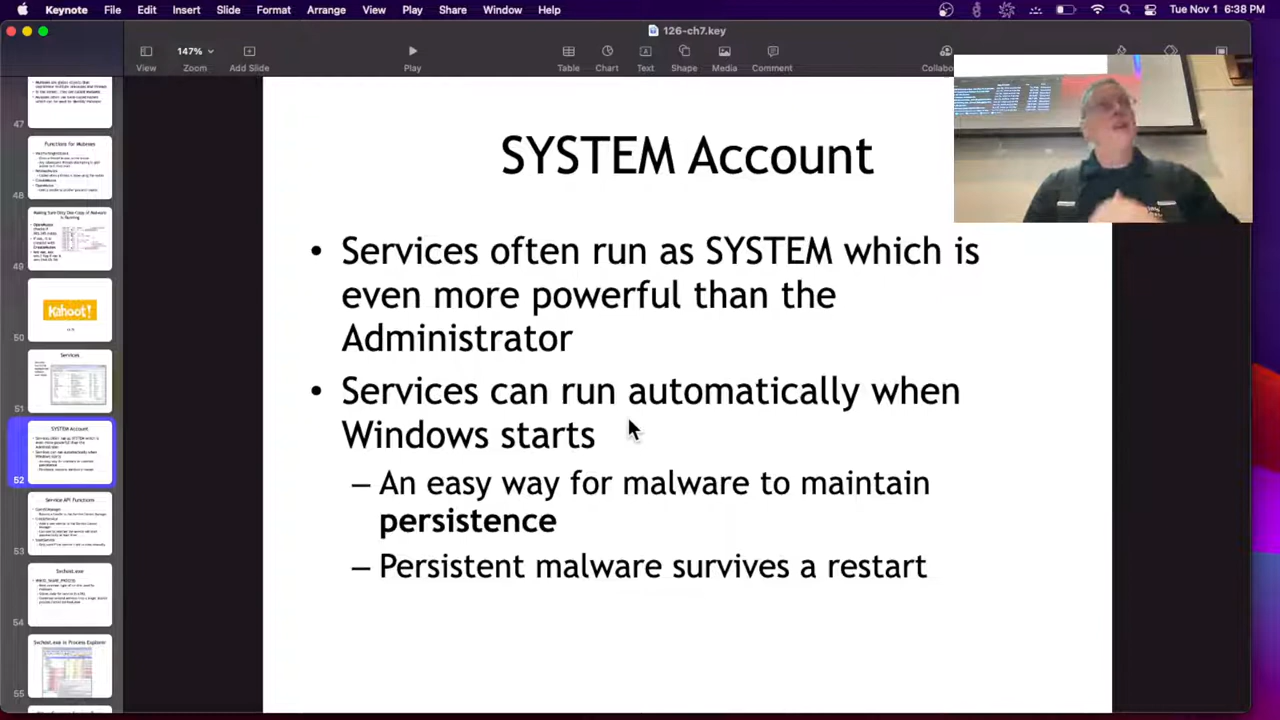 Keynote File Edit Insert Slide Format Arrange View Play Share Window Help Tue Nov 1 6:38 PM
126-ch7.key
147%
View Zoom Add Slide Play Table Chart Text Shape Media Comment Collabo
47
Functions for Mutexes
48
Making Sure Only One Copy of Malware
is Running
49
Kahoot!
50
Services
51
SYSTEM Account
52
Service API Functions
53
Svchost.exe
54
Svchost.exe in Process Explorer
55
SYSTEM Account
• Services often run as SYSTEM which is
even more powerful than the
Administrator
• Services can run automatically when
Windows starts
– An easy way for malware to maintain
persistence
– Persistent malware survives a restart